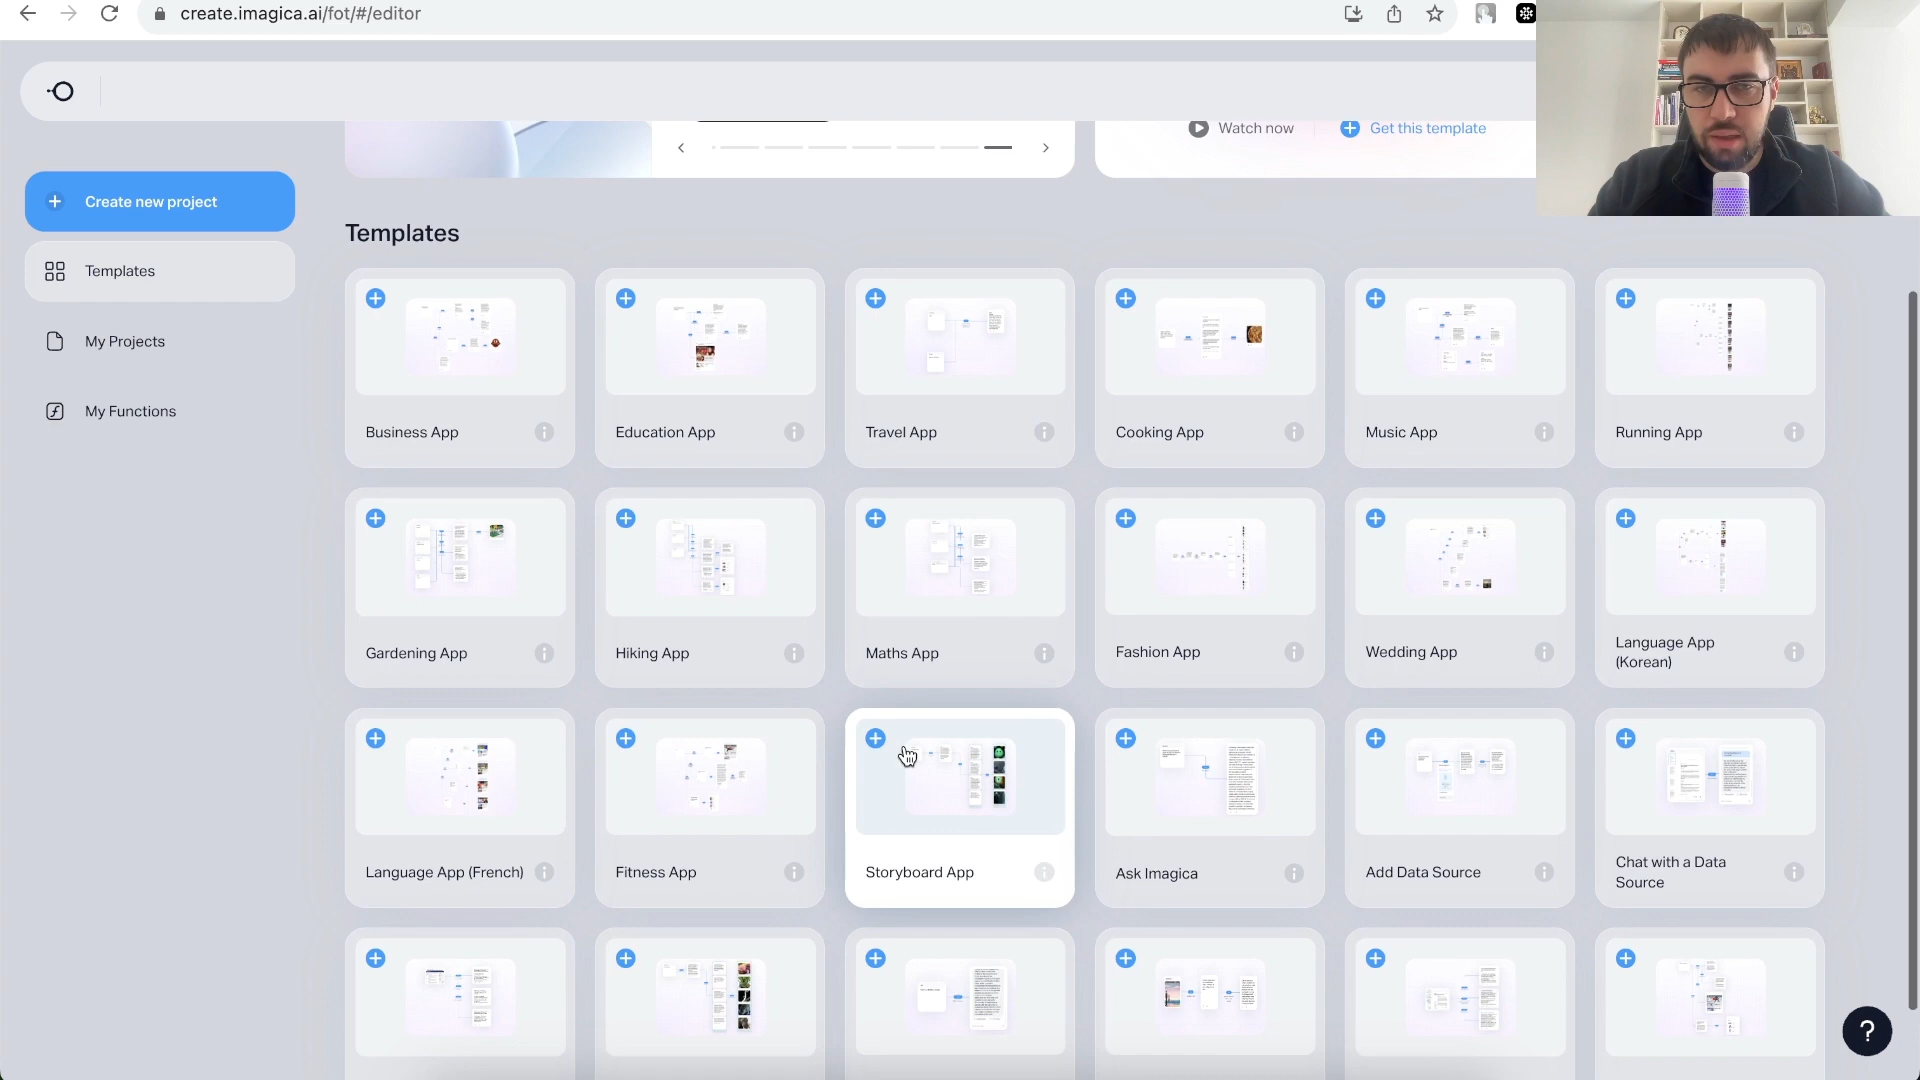 create.imagica.ai/fot/#/editor
Watch now
Get this template
Create new project
Templates
Templates
My Projects
My Functions
Business App
Education App
Travel App
Cooking App
Music App
Running App
Gardening App
Hiking App
Maths App
Fashion App
Wedding App
Language App
(Korean)
Language App (French)
Fitness App
Storyboard App
Ask Imagica
Add Data Source
Chat with a Data
Source
?